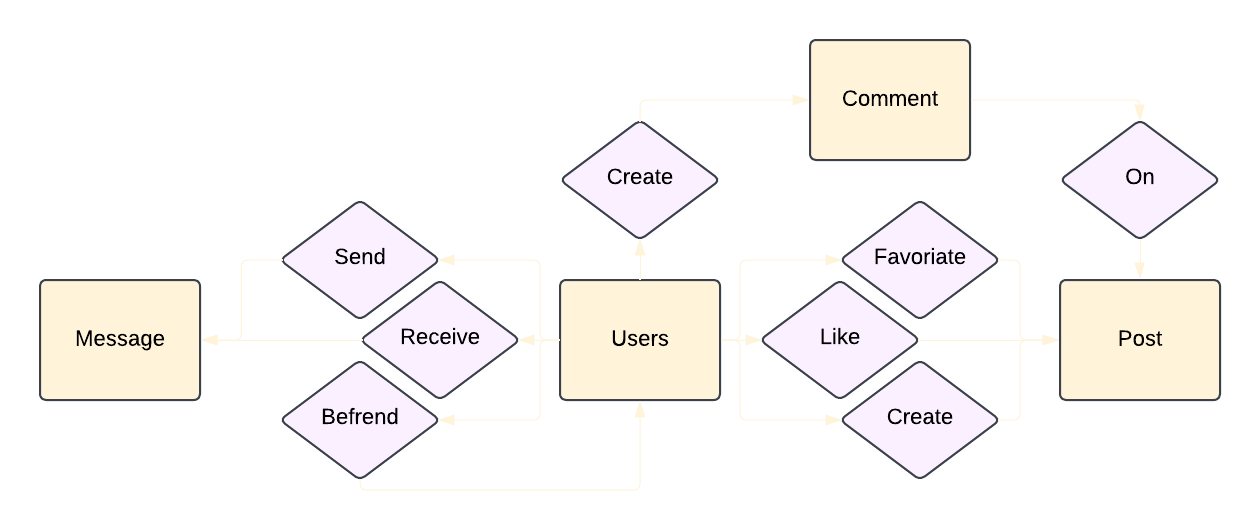 Comment
Create
On
Send
Favoriate
Message
Receive
Users
Like
Post
Befrend
Create